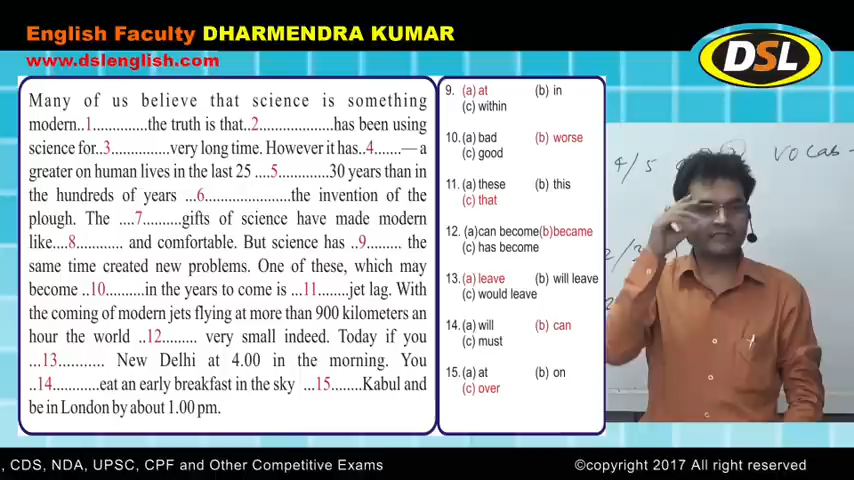 English Faculty DHARMENDRA KUMAR
www.dslenglish.com
DSL
Many of us believe that science is something
modern..1.............the truth is that..2...................has been using
science for..3...............very long time. However it has..4.......— a
greater on human lives in the last 25 ....5...............30 years than in
the hundreds of years ...6......................the invention of the
plough. The ....7......gifts of science have made modern
like....8............ and comfortable. But science has ..9......... the
same time created new problems. One of these, which may
become ..10...........in the years to come is ...11.......jet lag. With
the coming of modern jets flying at more than 900 kilometers an
hour the world ..12......... very small indeed. Today if you
...13........... New Delhi at 4.00 in the morning. You
..14............eat an early breakfast in the sky ...15........Kabul and
be in London by about 1.00 pm.
9. (a) at (b) in
(c) within
10. (a) bad (b) worse
(c) good
11. (a) these (b) this
(c) that
12. (a)can become(b)became
(c) has become
13. (a) leave (b) will leave
(c) would leave
14. (a) will (b) can
(c) must
15. (a) at (b) on
(c) over
4/5 VOCab-
, CDS, NDA, UPSC, CPF and Other Competitive Exams
©copyright 2017 All right reserved